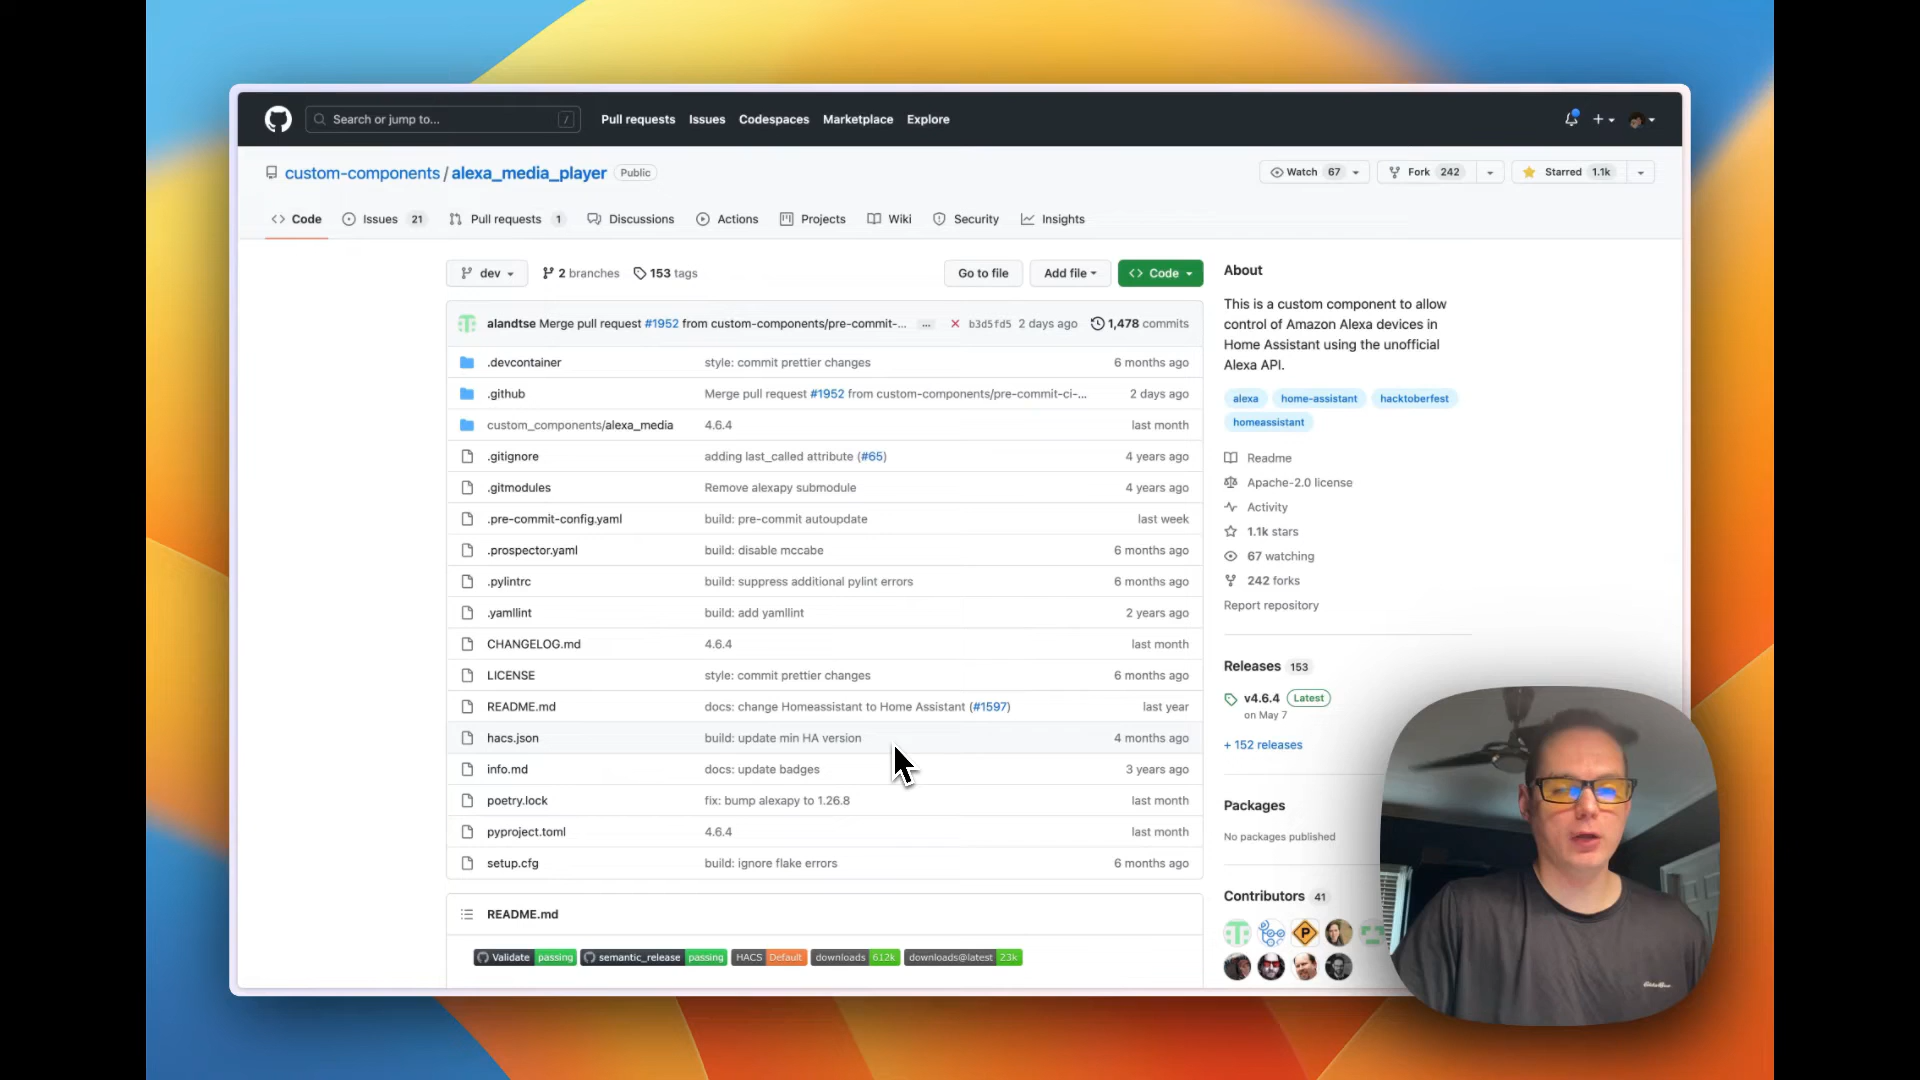 Search or jump to...
/
Pull requests
Issues
Codespaces
Marketplace
Explore
custom-components / alexa_media_player
Public
Watch 67
Fork 242
Starred 1.1k
Code
Issues 21
Pull requests 1
Discussions
Actions
Projects
Wiki
Security
Insights
dev
2 branches
153 tags
Go to file
Add file
Code
alandtse Merge pull request #1952 from custom-components/pre-commit-... ... b3d5fd5 2 days ago 1,478 commits
.devcontainer style: commit prettier changes 6 months ago
.github Merge pull request #1952 from custom-components/pre-commit-ci-... 2 days ago
custom_components/alexa_media 4.6.4 last month
.gitignore adding last_called attribute (#65) 4 years ago
.gitmodules Remove alexapy submodule 4 years ago
.pre-commit-config.yaml build: pre-commit autoupdate last week
.prospector.yaml build: disable mccabe 6 months ago
.pylintrc build: suppress additional pylint errors 6 months ago
.yamllint build: add yamllint 2 years ago
CHANGELOG.md 4.6.4 last month
LICENSE style: commit prettier changes 6 months ago
README.md docs: change Homeassistant to Home Assistant (#1597) last year
hacs.json build: update min HA version 4 months ago
info.md docs: update badges 3 years ago
poetry.lock fix: bump alexapy to 1.26.8 last month
pyproject.toml 4.6.4 last month
setup.cfg build: ignore flake errors 6 months ago
README.md
Validate passing semantic_release passing HACS Default downloads 612k downloads@latest 23k
About
This is a custom component to allow
control of Amazon Alexa devices in
Home Assistant using the unofficial
Alexa API.
alexa home-assistant hacktoberfest
homeassistant
Readme
Apache-2.0 license
Activity
1.1k stars
67 watching
242 forks
Report repository
Releases 153
v4.6.4 Latest
on May 7
+ 152 releases
Packages
No packages published
Contributors 41
P